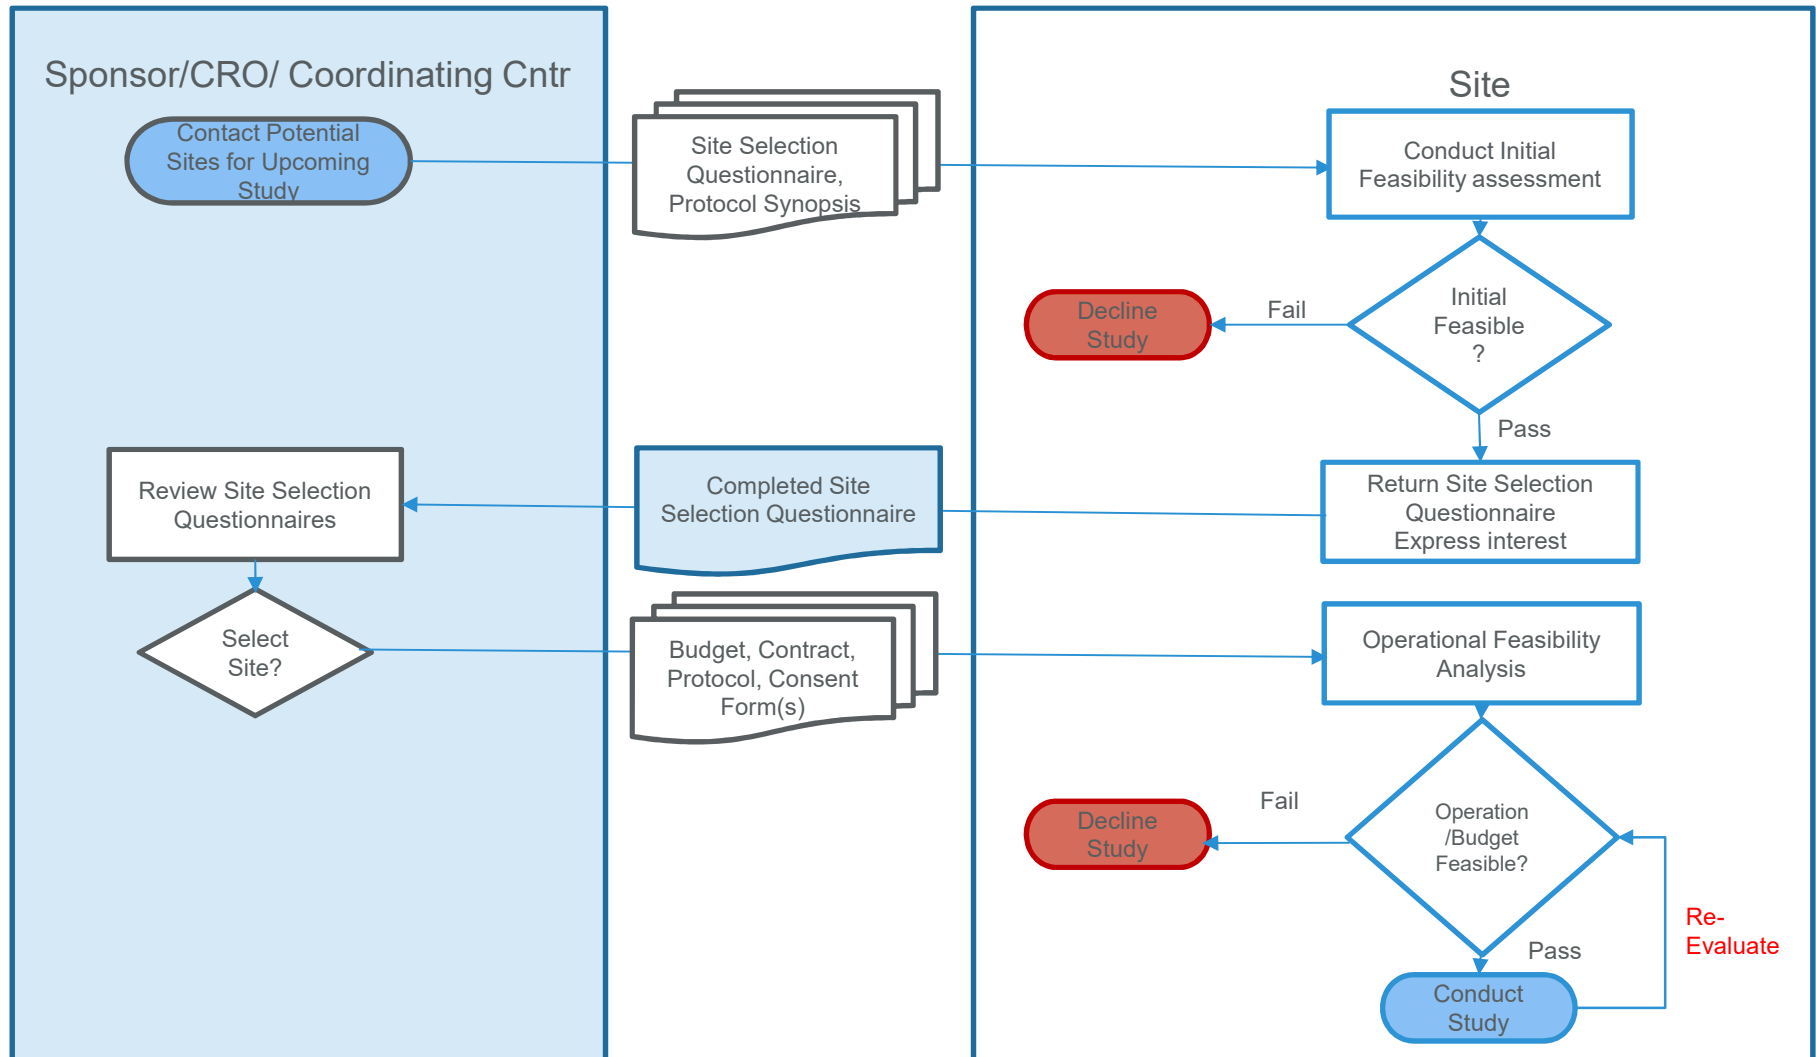 Sponsor/CRO/ Coordinating Cntr
Site
Contact Potential
Sites for Upcoming
Study
Site Selection
Questionnaire,
Protocol Synopsis
Conduct Initial
Feasibility assessment
Initial
Feasible
?
Fail
Decline
Study
Pass
Return Site Selection
Questionnaire
Express interest
Completed Site
Selection Questionnaire
Review Site Selection
Questionnaires
Select
Site?
Budget, Contract,
Protocol, Consent
Form(s)
Operational Feasibility
Analysis
Operation
/Budget
Feasible?
Fail
Decline
Study
Pass
Re-
Evaluate
Conduct
Study